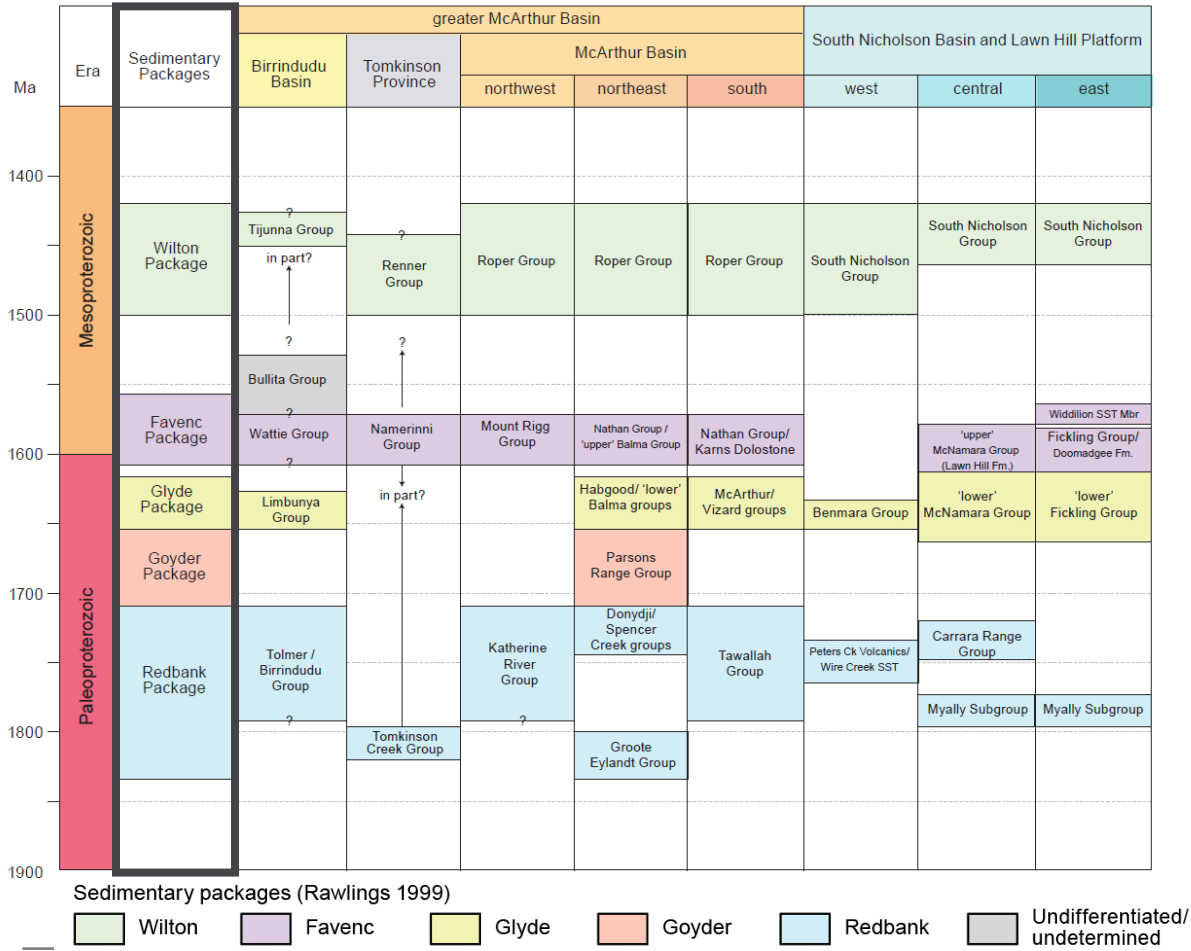 greater McArthur Basin
Ma
Era
Sedimentary
Packages
Birrindudu
Basin
Tomkinson
Province
McArthur Basin
northwest
northeast
south
South Nicholson Basin and Lawn Hill Platform
west
central
east
1400
1500
1600
1700
1800
1900
Mesoproterozoic
Paleoproterozoic
Wilton
Package
Favenc
Package
Glyde
Package
Goyder
Package
Redbank
Package
?
Tijunna Group
in part?
?
Bullita Group
?
Wattie Group
?
Limbunya
Group
Tolmer /
Birrindudu
Group
?
?
Renner
Group
?
Namerinni
Group
in part?
Tomkinson
Creek Group
Roper Group
Mount Rigg
Group
Katherine
River
Group
?
Roper Group
Nathan Group /
'upper' Balma Group
Habgood/ 'lower'
Balma groups
Parsons
Range Group
Donydji/
Spencer
Creek groups
Groote
Eylandt Group
Roper Group
Nathan Group/
Karns Dolostone
McArthur/
Vizard groups
Tawallah
Group
South Nicholson
Group
Benmara Group
Peters Ck Volcanics/
Wire Creek SST
South Nicholson
Group
'upper'
McNamara Group
(Lawn Hill Fm.)
'lower'
McNamara Group
Carrara Range
Group
Myally Subgroup
South Nicholson
Group
Widdilion SST Mbr
Fickling Group/
Doomadgee Fm.
'lower'
Fickling Group
Myally Subgroup
Sedimentary packages (Rawlings 1999)
Wilton
Favenc
Glyde
Goyder
Redbank
Undifferentiated/
undetermined